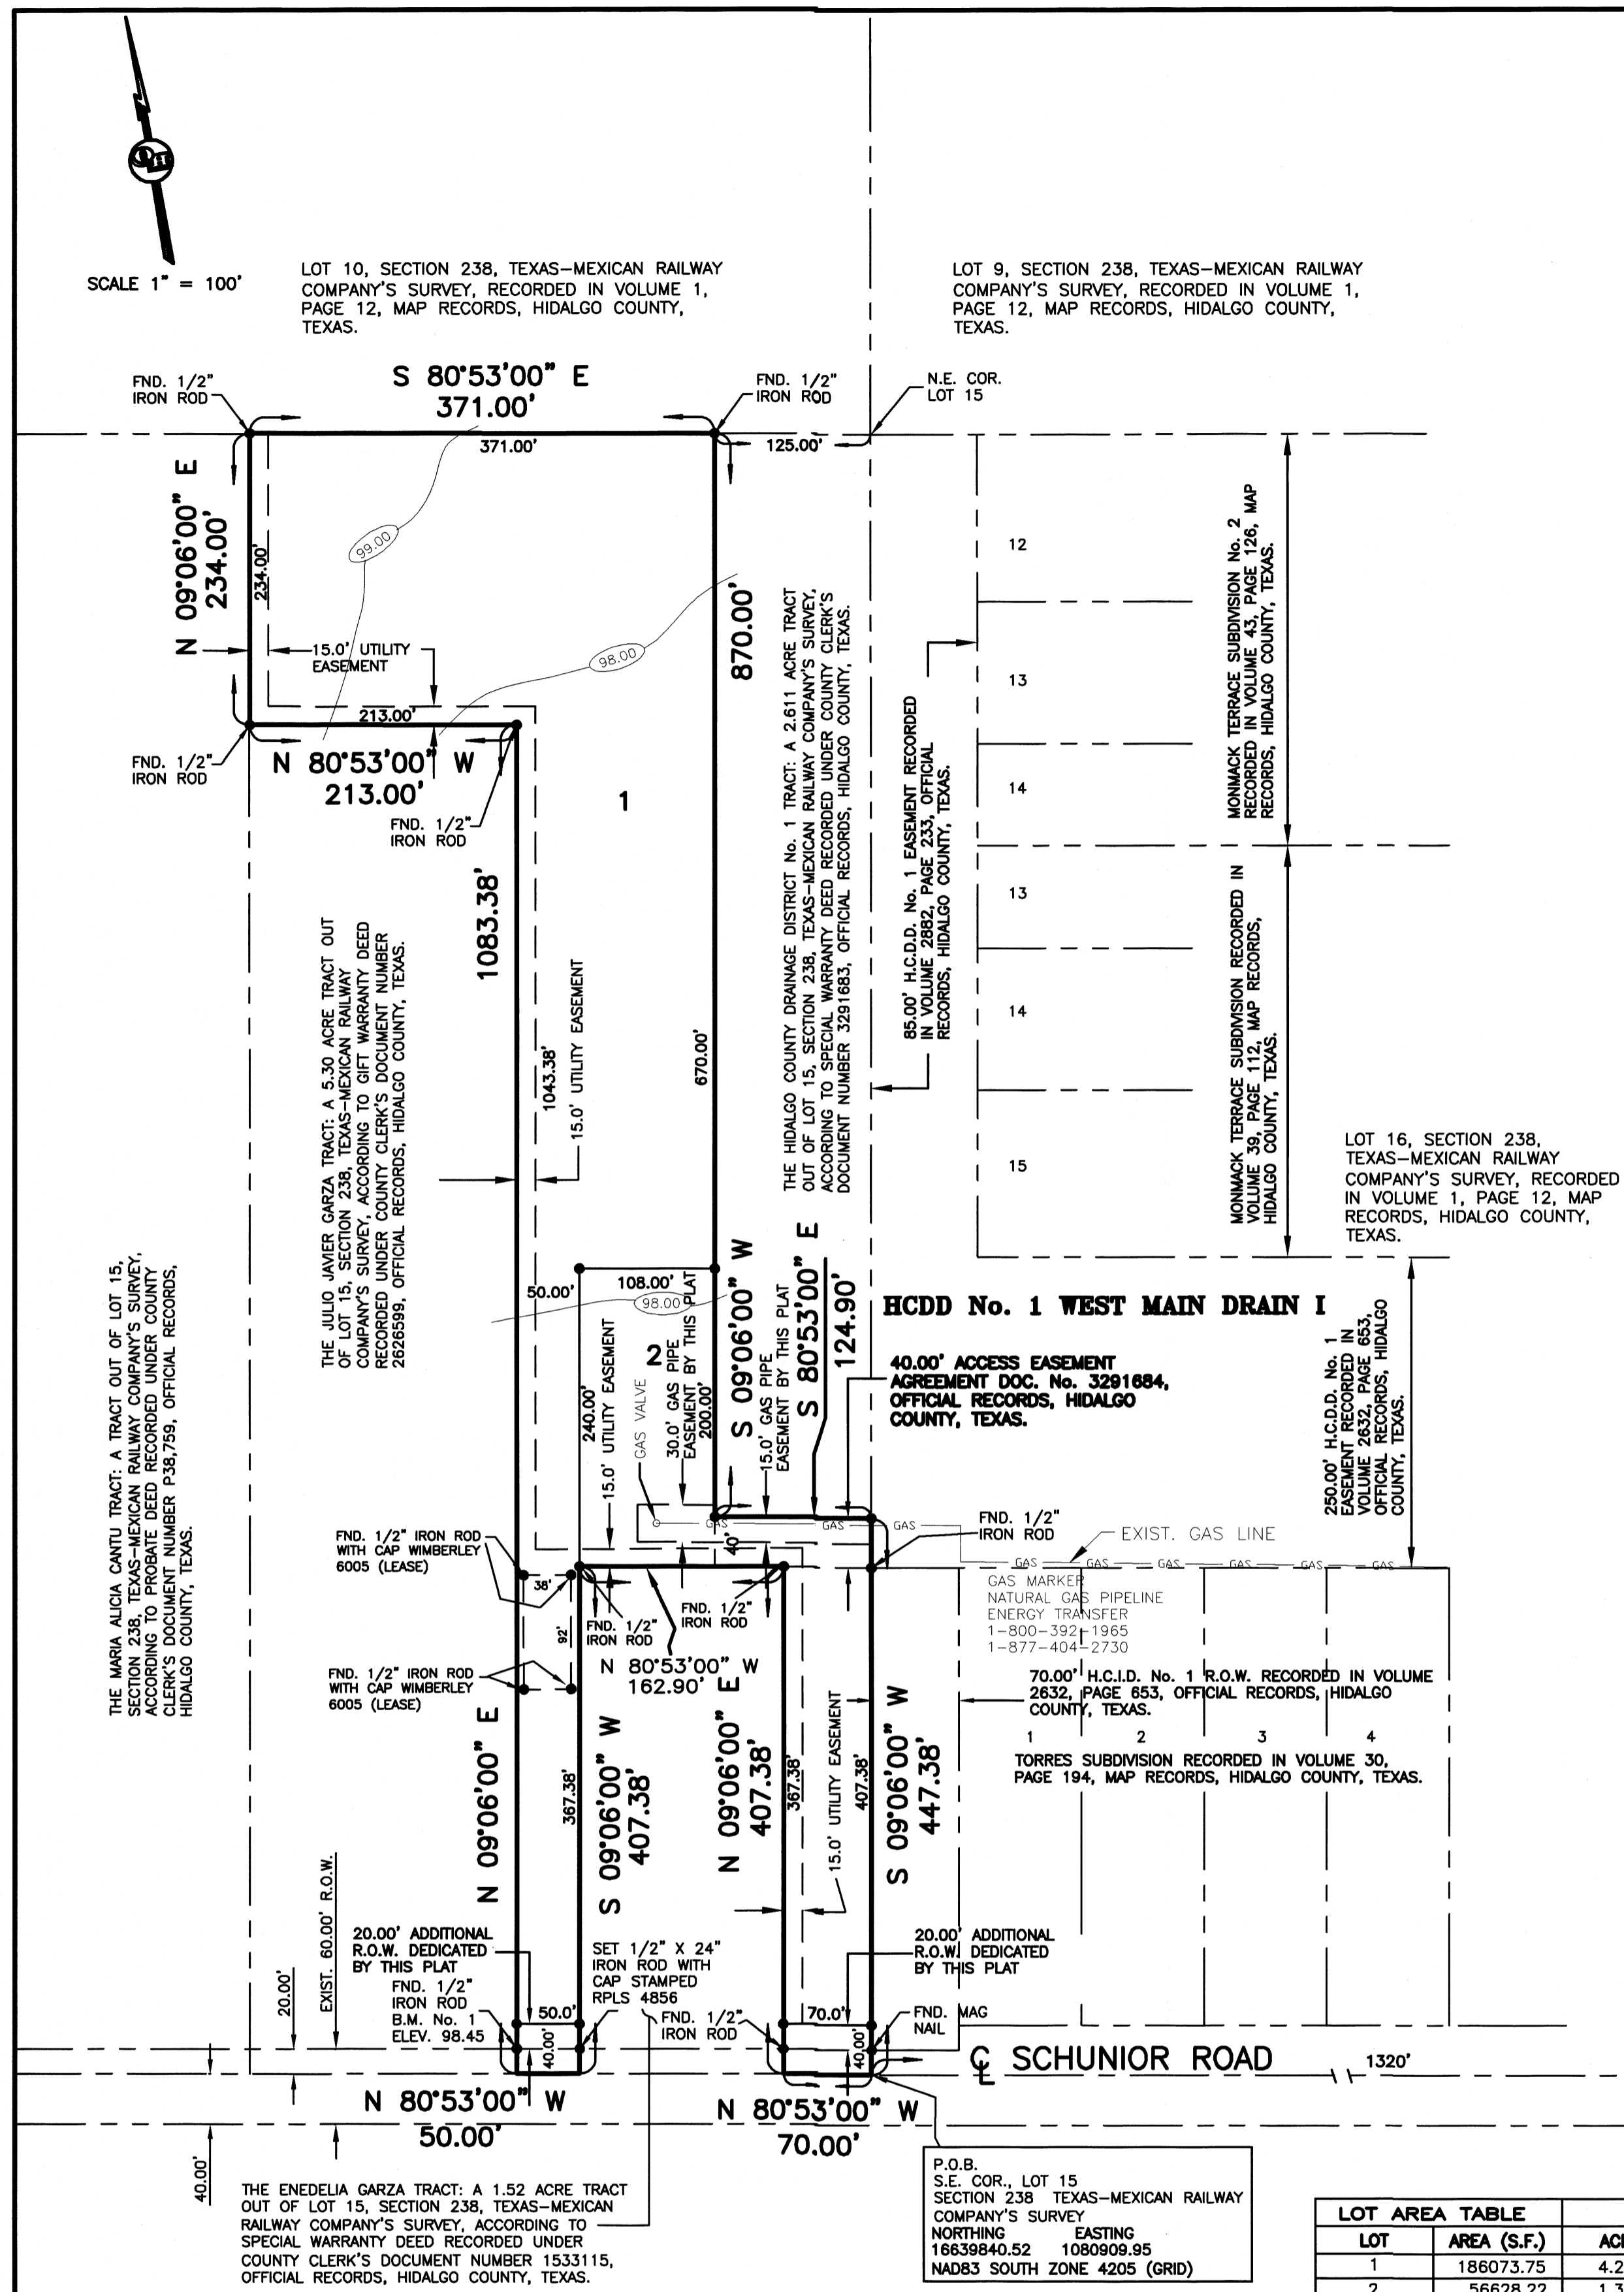 SCALE 1" = 100'
LOT 10, SECTION 238, TEXAS-MEXICAN RAILWAY
COMPANY'S SURVEY, RECORDED IN VOLUME 1,
PAGE 12, MAP RECORDS, HIDALGO COUNTY,
TEXAS.
LOT 9, SECTION 238, TEXAS-MEXICAN RAILWAY
COMPANY'S SURVEY, RECORDED IN VOLUME 1,
PAGE 12, MAP RECORDS, HIDALGO COUNTY,
TEXAS.
FND. 1/2"
IRON ROD
S 80°53'00" E
371.00'
FND. 1/2"
IRON ROD
N.E. COR.
LOT 15
371.00'
125.00'
N 09°06'00" E
234.00'
234.00'
99.00
98.00
15.0' UTILITY
EASEMENT
213.00'
N 80°53'00" W
213.00'
FND. 1/2"
IRON ROD
FND. 1/2"
IRON ROD
1
870.00'
1083.38'
1043.38'
15.0' UTILITY EASEMENT
670.00'
THE HIDALGO COUNTY DRAINAGE DISTRICT No. 1 TRACT: A 2.611 ACRE TRACT
OUT OF LOT 15, SECTION 238, TEXAS-MEXICAN RAILWAY COMPANY'S SURVEY,
ACCORDING TO SPECIAL WARRANTY DEED RECORDED UNDER COUNTY CLERK'S
DOCUMENT NUMBER 3291683, OFFICIAL RECORDS, HIDALGO COUNTY, TEXAS.
85.00' H.C.D.D. No. 1 EASEMENT RECORDED
IN VOLUME 2882, PAGE 233, OFFICIAL
RECORDS, HIDALGO COUNTY, TEXAS.
12
13
14
13
14
15
MONMACK TERRACE SUBDIVISION No. 2
RECORDED IN VOLUME 43, PAGE 126, MAP
RECORDS, HIDALGO COUNTY, TEXAS.
MONMACK TERRACE SUBDIVISION RECORDED IN
VOLUME 39, PAGE 112, MAP RECORDS,
HIDALGO COUNTY, TEXAS.
LOT 16, SECTION 238,
TEXAS-MEXICAN RAILWAY
COMPANY'S SURVEY, RECORDED
IN VOLUME 1, PAGE 12, MAP
RECORDS, HIDALGO COUNTY,
TEXAS.
THE JULIO JAVIER GARZA TRACT: A 5.30 ACRE TRACT OUT
OF LOT 15, SECTION 238, TEXAS-MEXICAN RAILWAY
COMPANY'S SURVEY, ACCORDING TO GIFT WARRANTY DEED
RECORDED UNDER COUNTY CLERK'S DOCUMENT NUMBER
2626599, OFFICIAL RECORDS, HIDALGO COUNTY, TEXAS.
THE MARIA ALICIA CANTU TRACT: A TRACT OUT OF LOT 15,
SECTION 238, TEXAS-MEXICAN RAILWAY COMPANY'S SURVEY,
ACCORDING TO PROBATE DEED RECORDED UNDER COUNTY
CLERK'S DOCUMENT NUMBER P38,759, OFFICIAL RECORDS,
HIDALGO COUNTY, TEXAS.
50.00'
108.00'
98.00
2
240.00'
15.0' UTILITY EASEMENT
GAS VALVE
30.0' GAS PIPE
EASEMENT BY THIS PLAT
200.00'
S 09°06'00" W
15.0' GAS PIPE
EASEMENT BY THIS PLAT
S 80°53'00" E
124.90'
HCDD No. 1 WEST MAIN DRAIN I
40.00' ACCESS EASEMENT
AGREEMENT DOC. No. 3291684,
OFFICIAL RECORDS, HIDALGO
COUNTY, TEXAS.
250.00' H.C.D.D. No. 1
EASEMENT RECORDED IN
VOLUME 2632, PAGE 653,
OFFICIAL RECORDS, HIDALGO
COUNTY, TEXAS.
GAS GAS GAS
FND. 1/2"
IRON ROD
EXIST. GAS LINE
GAS GAS GAS GAS GAS GAS
GAS MARKER
NATURAL GAS PIPELINE
ENERGY TRANSFER
1-800-392-1965
1-877-404-2730
40'
FND. 1/2" IRON ROD
WITH CAP WIMBERLEY
6005 (LEASE)
38'
92'
FND. 1/2"
IRON ROD
FND. 1/2"
IRON ROD
N 80°53'00" W
162.90'
FND. 1/2" IRON ROD
WITH CAP WIMBERLEY
6005 (LEASE)
70.00' H.C.I.D. No. 1 R.O.W. RECORDED IN VOLUME
2632, PAGE 653, OFFICIAL RECORDS, HIDALGO
COUNTY, TEXAS.
1 2 3 4
TORRES SUBDIVISION RECORDED IN VOLUME 30,
PAGE 194, MAP RECORDS, HIDALGO COUNTY, TEXAS.
N 09°06'00" E
367.38'
S 09°06'00" W
407.38'
N 09°06'00" E
407.38'
367.38'
15.0' UTILITY EASEMENT
407.38'
S 09°06'00" W
447.38'
20.00'
EXIST. 60.00' R.O.W.
20.00' ADDITIONAL
R.O.W. DEDICATED
BY THIS PLAT
FND. 1/2"
IRON ROD
B.M. No. 1
ELEV. 98.45
SET 1/2" X 24"
IRON ROD WITH
CAP STAMPED
RPLS 4856
FND. 1/2"
IRON ROD
20.00' ADDITIONAL
R.O.W. DEDICATED
BY THIS PLAT
FND. MAG
NAIL
50.0'
40.00'
70.0'
40.00'
℄ SCHUNIOR ROAD
1320'
N 80°53'00" W
50.00'
N 80°53'00" W
70.00'
40.00'
THE ENEDELIA GARZA TRACT: A 1.52 ACRE TRACT
OUT OF LOT 15, SECTION 238, TEXAS-MEXICAN
RAILWAY COMPANY'S SURVEY, ACCORDING TO
SPECIAL WARRANTY DEED RECORDED UNDER
COUNTY CLERK'S DOCUMENT NUMBER 1533115,
OFFICIAL RECORDS, HIDALGO COUNTY, TEXAS.
P.O.B.
S.E. COR., LOT 15
SECTION 238 TEXAS-MEXICAN RAILWAY
COMPANY'S SURVEY
NORTHING EASTING
16639840.52 1080909.95
NAD83 SOUTH ZONE 4205 (GRID)
LOT AREA TABLE
LOT AREA (S.F.)
1 186073.75 4.2
2 56628.22 1.3